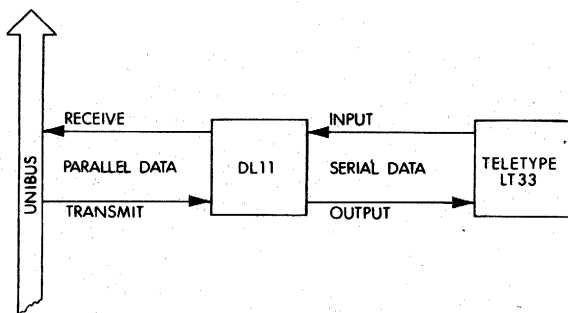 UNIBUS
RECEIVE
PARALLEL DATA
TRANSMIT
DL11
INPUT
SERIAL DATA
OUTPUT
TELETYPE
LT33